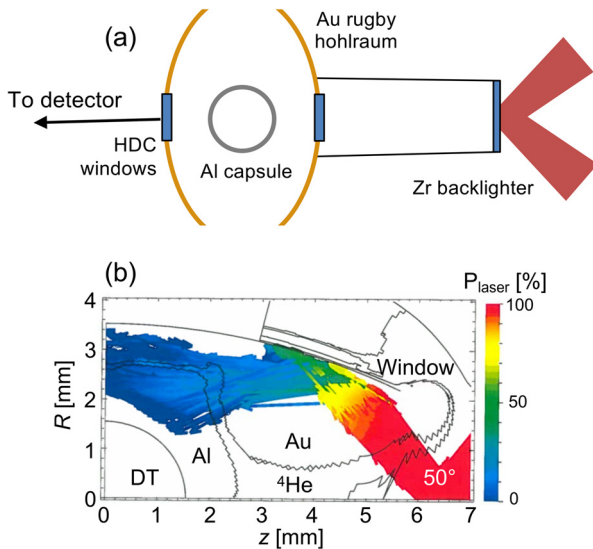 (a)
Au rugby
hohlraum
To detector
HDC
windows
Al capsule
Zr backlighter
(b)
P_laser [%]
4
3
2
1
0
R [mm]
Window
Au
Al
DT
⁴He
50°
100
50
0
0 1 2 3 4 5 6 7
z [mm]